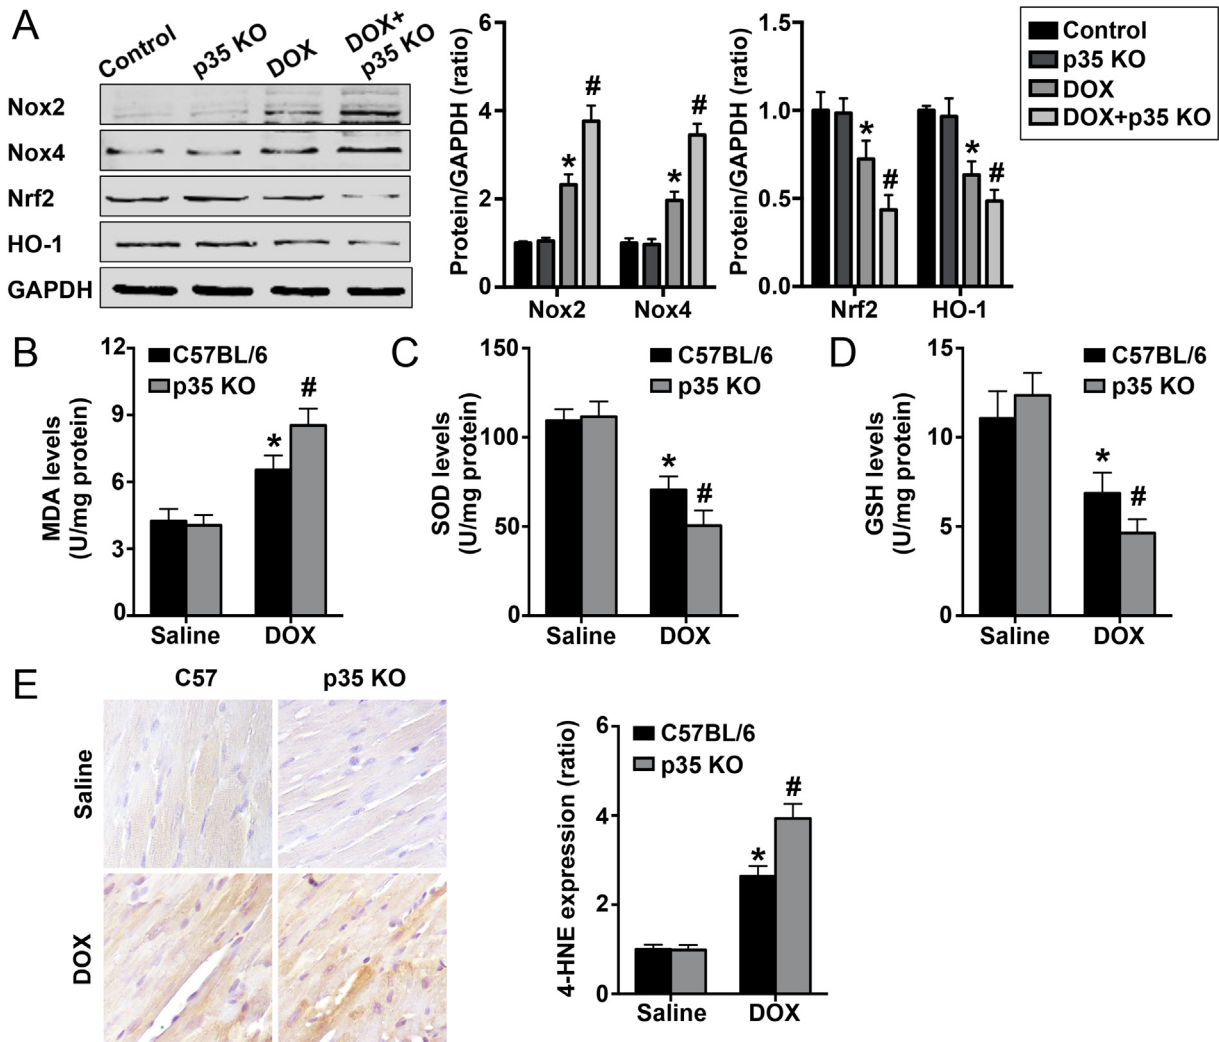 A
Control
p35 KO
DOX
DOX+
p35 KO
Nox2
Nox4
Nrf2
HO-1
GAPDH
Protein/GAPDH (ratio)
6
4
2
0
*
#
*
#
Nox2
Nox4
Protein/GAPDH (ratio)
1.5
1.0
0.5
0.0
*
#
*
#
Nrf2
HO-1
Control
p35 KO
DOX
DOX+p35 KO
B
MDA levels
(U/mg protein)
12
9
6
3
0
C57BL/6
p35 KO
*
#
Saline
DOX
C
SOD levels
(U/mg protein)
150
100
50
0
C57BL/6
p35 KO
*
#
Saline
DOX
D
GSH levels
(U/mg protein)
15
10
5
0
C57BL/6
p35 KO
*
#
Saline
DOX
E
C57
p35 KO
Saline
DOX
4-HNE expression (ratio)
6
4
2
0
C57BL/6
p35 KO
*
#
Saline
DOX